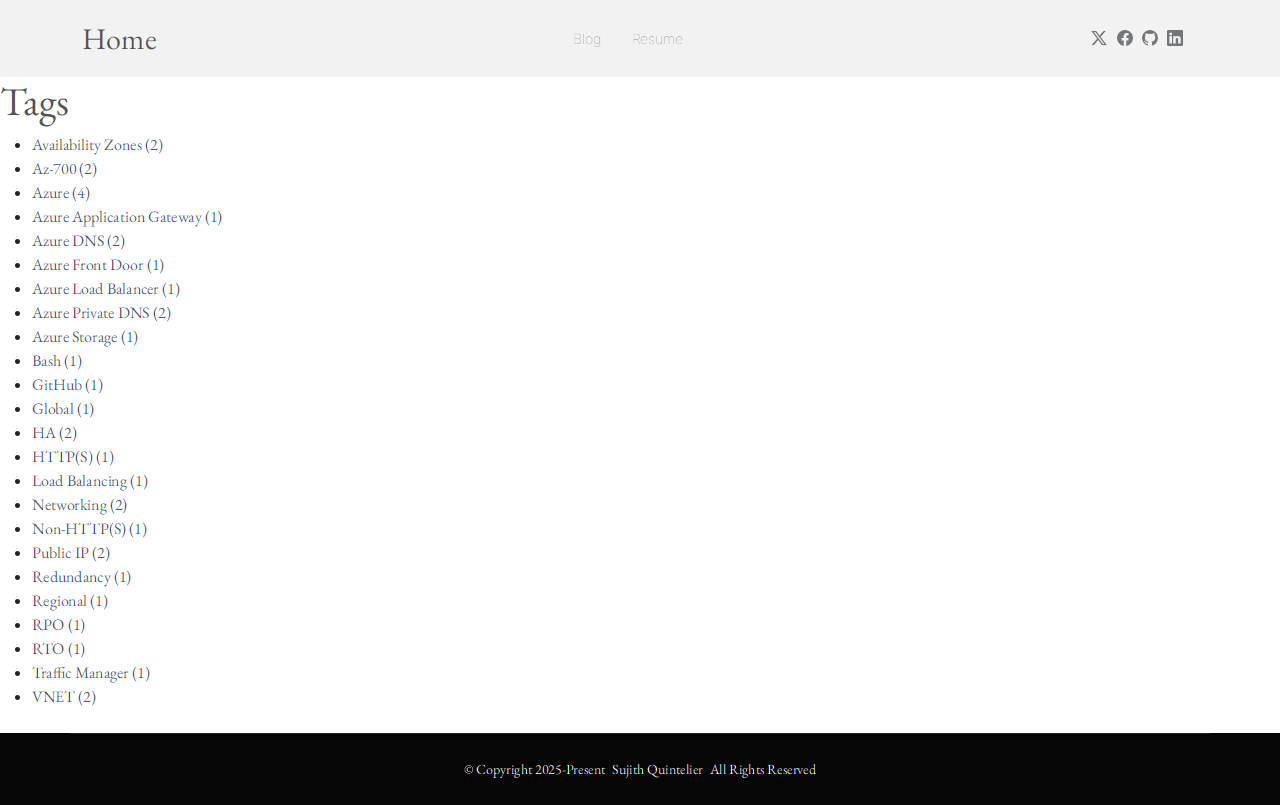 Home
Blog Resume
Tags
Availability Zones (2)
Az-700 (2)
Azure (4)
Azure Application Gateway (1)
Azure DNS (2)
Azure Front Door (1)
Azure Load Balancer (1)
Azure Private DNS (2)
Azure Storage (1)
Bash (1)
GitHub (1)
Global (1)
HA (2)
HTTP(S) (1)
Load Balancing (1)
Networking (2)
Non-HTTP(S) (1)
Public IP (2)
Redundancy (1)
Regional (1)
RPO (1)
RTO (1)
Traffic Manager (1)
VNET (2)
© Copyright 2025-Present Sujith Quintelier All Rights Reserved